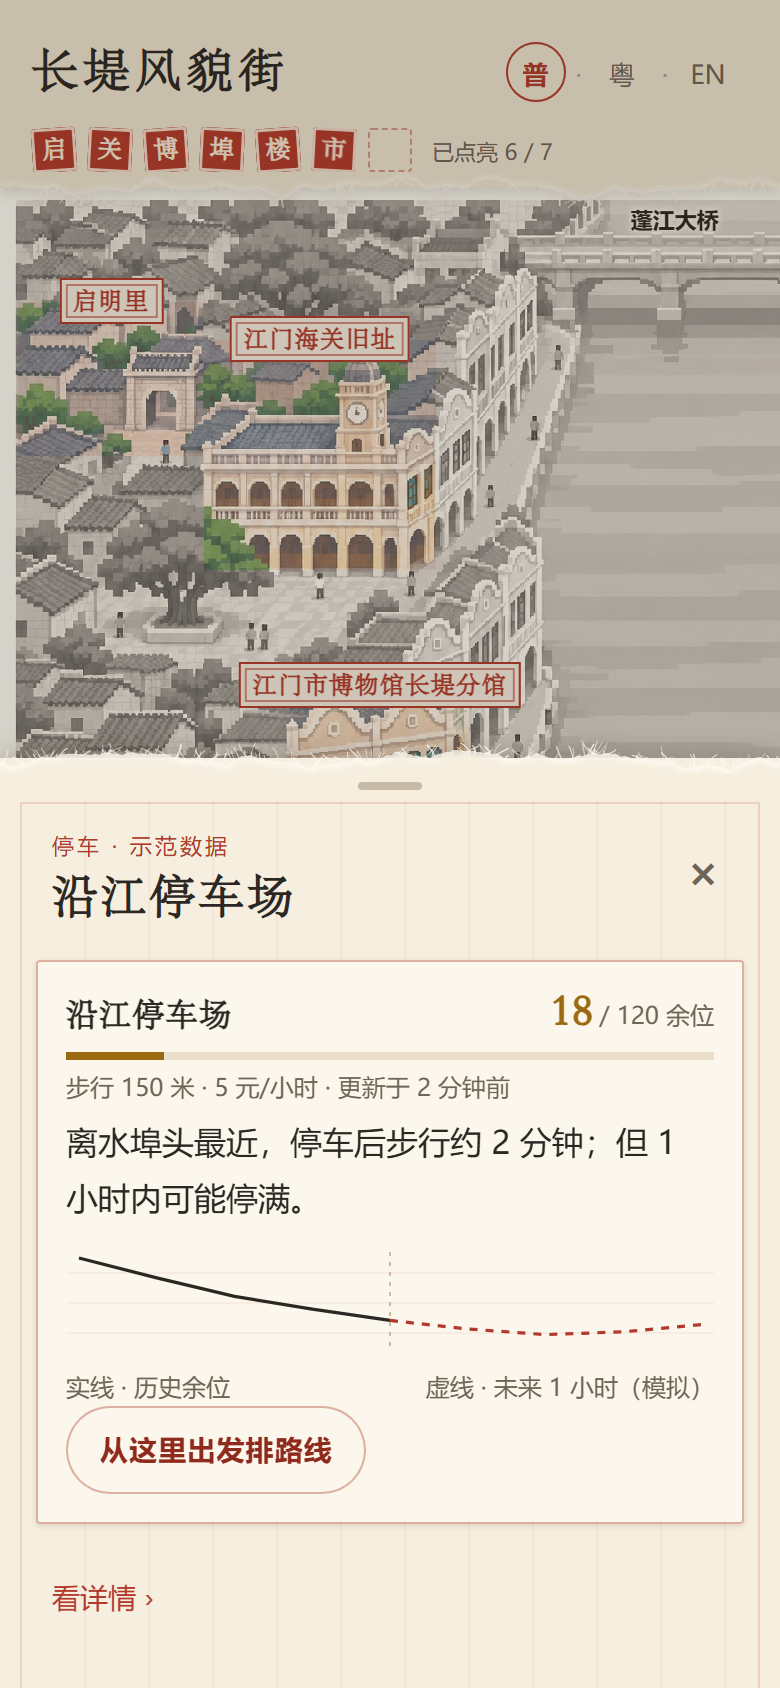 长堤风貌街
普 · 粤 · EN
启 关 博 埠 楼 市 已点亮 6 / 7
蓬江大桥
启明里
江门海关旧址
江门市博物馆长堤分馆
停车 · 示范数据
沿江停车场
×
沿江停车场
18 / 120 余位
步行 150 米 · 5 元/小时 · 更新于 2 分钟前
离水埠头最近，停车后步行约 2 分钟；但 1
小时内可能停满。
实线 · 历史余位
虚线 · 未来 1 小时（模拟）
从这里出发排路线
看详情 ›